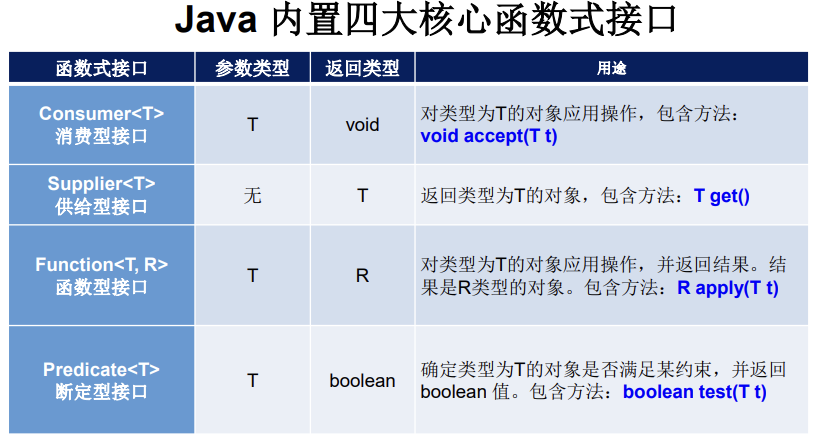 Java 内置四大核心函数式接口
函数式接口 参数类型 返回类型 用途
Consumer<T>
消费型接口
T
void
对类型为T的对象应用操作，包含方法：
void accept(T t)
Supplier<T>
供给型接口
无
T
返回类型为T的对象，包含方法：T get()
Function<T, R>
函数型接口
T
R
对类型为T的对象应用操作，并返回结果。结
果是R类型的对象。包含方法：R apply(T t)
Predicate<T>
断定型接口
T
boolean
确定类型为T的对象是否满足某约束，并返回
boolean 值。包含方法：boolean test(T t)